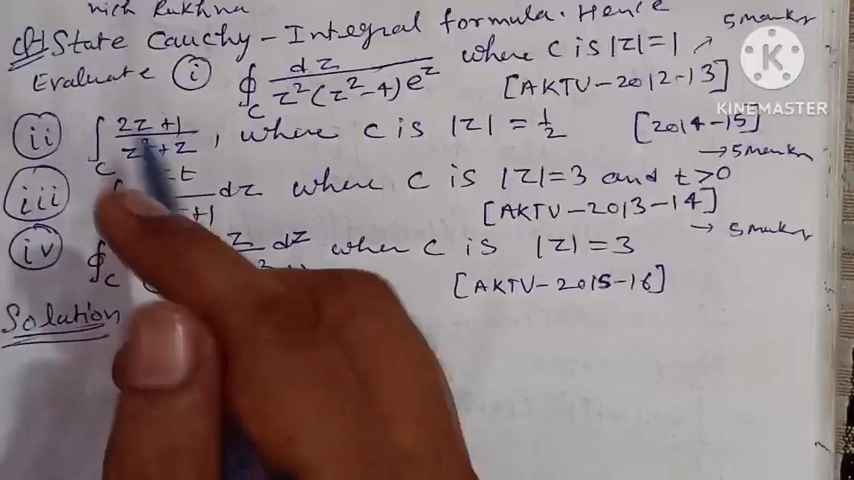 State Cauchy-Integral formula. Hence
5 marks
Evaluate (i) ∮_C dz / z²(z²-4)e^z where C is |z|=1
[AKTU-2012-13]
KINEMASTER
(ii) ∫_C 2z+1 / z²+z, where C is |z| = 1/2 [2014-15]
→ 5 marks
(iii) dz where C is |z|=3 and t>0
[AKTU-2013-14]
→ 5 marks
(iv) ∮_C dz when C is |z|=3
[AKTU-2015-16]
Solution